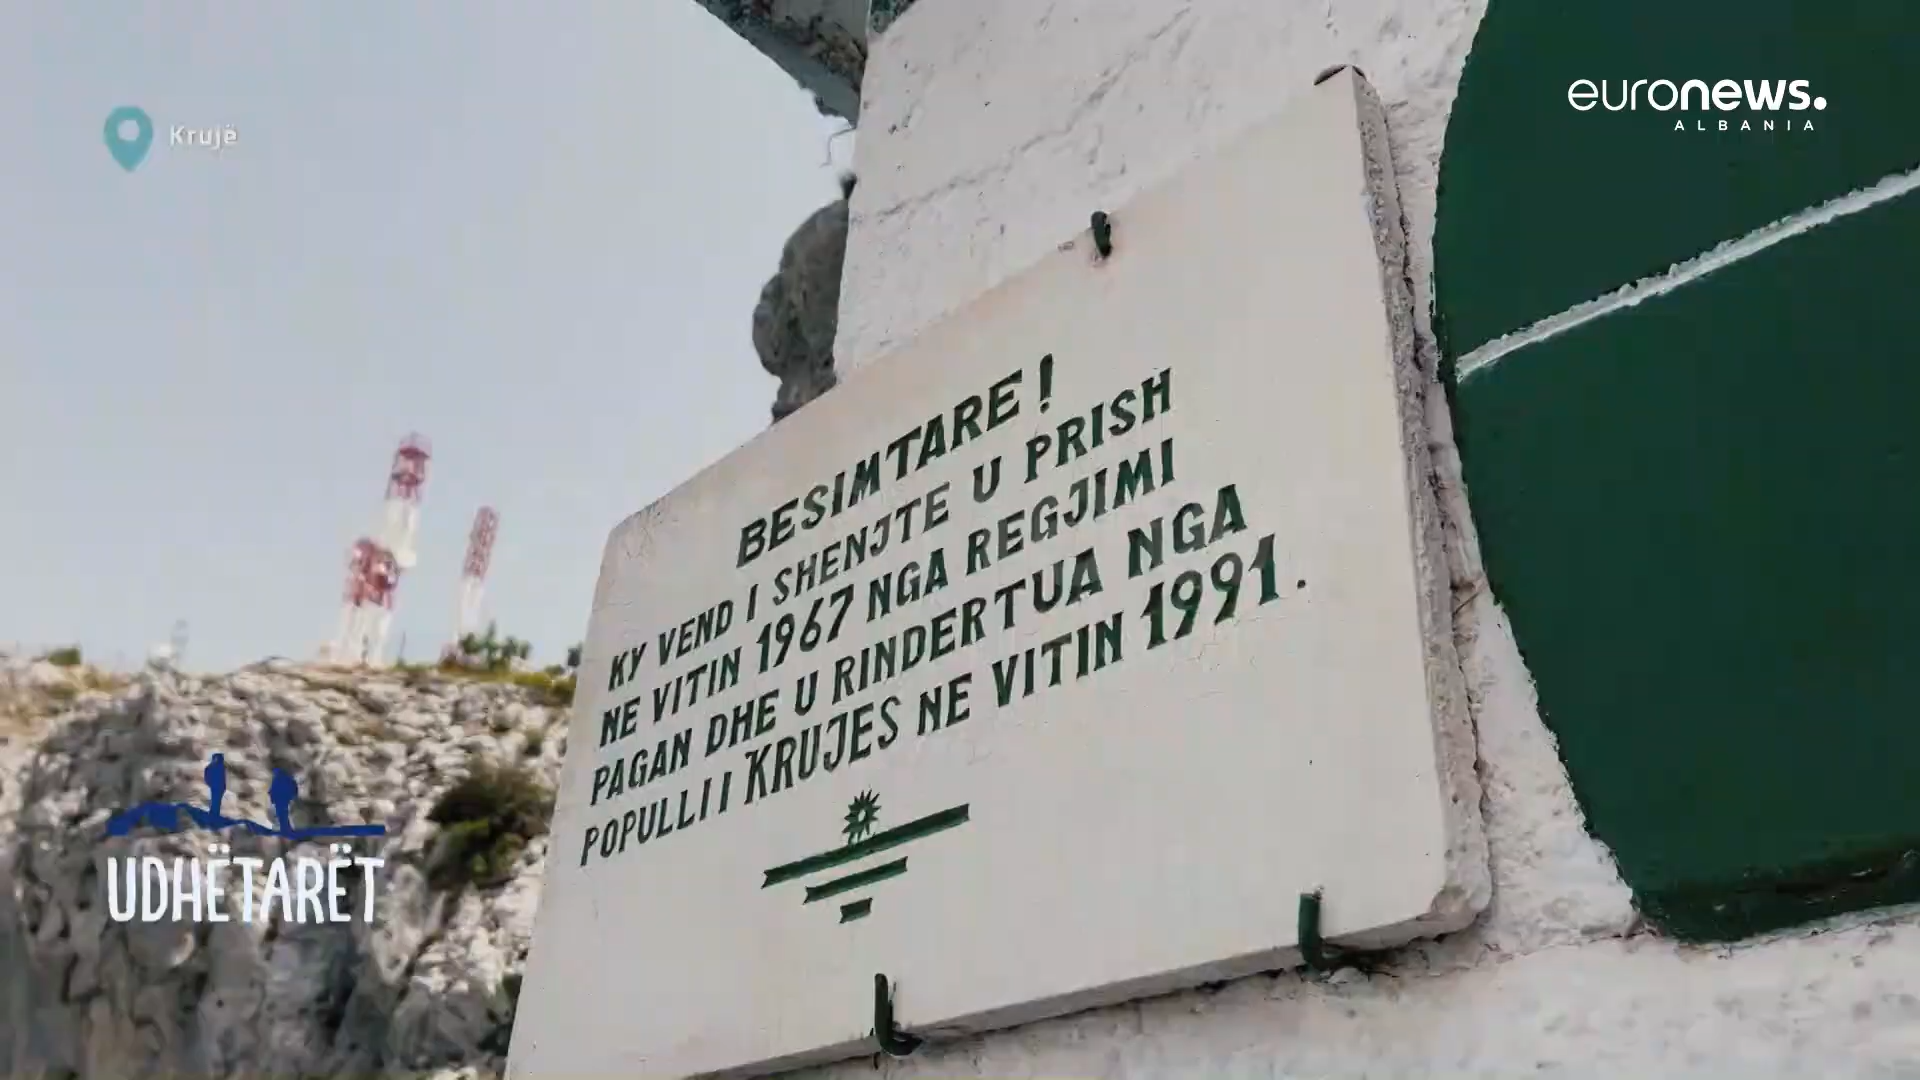 Krujë
euronews.
ALBANIA
BESIMTARE!
KY VEND I SHENJTE U PRISH
NE VITIN 1967 NGA REGJIMI
PAGAN DHE U RINDERTUA NGA
POPULLI I KRUJES NE VITIN 1991.
UDHËTARËT